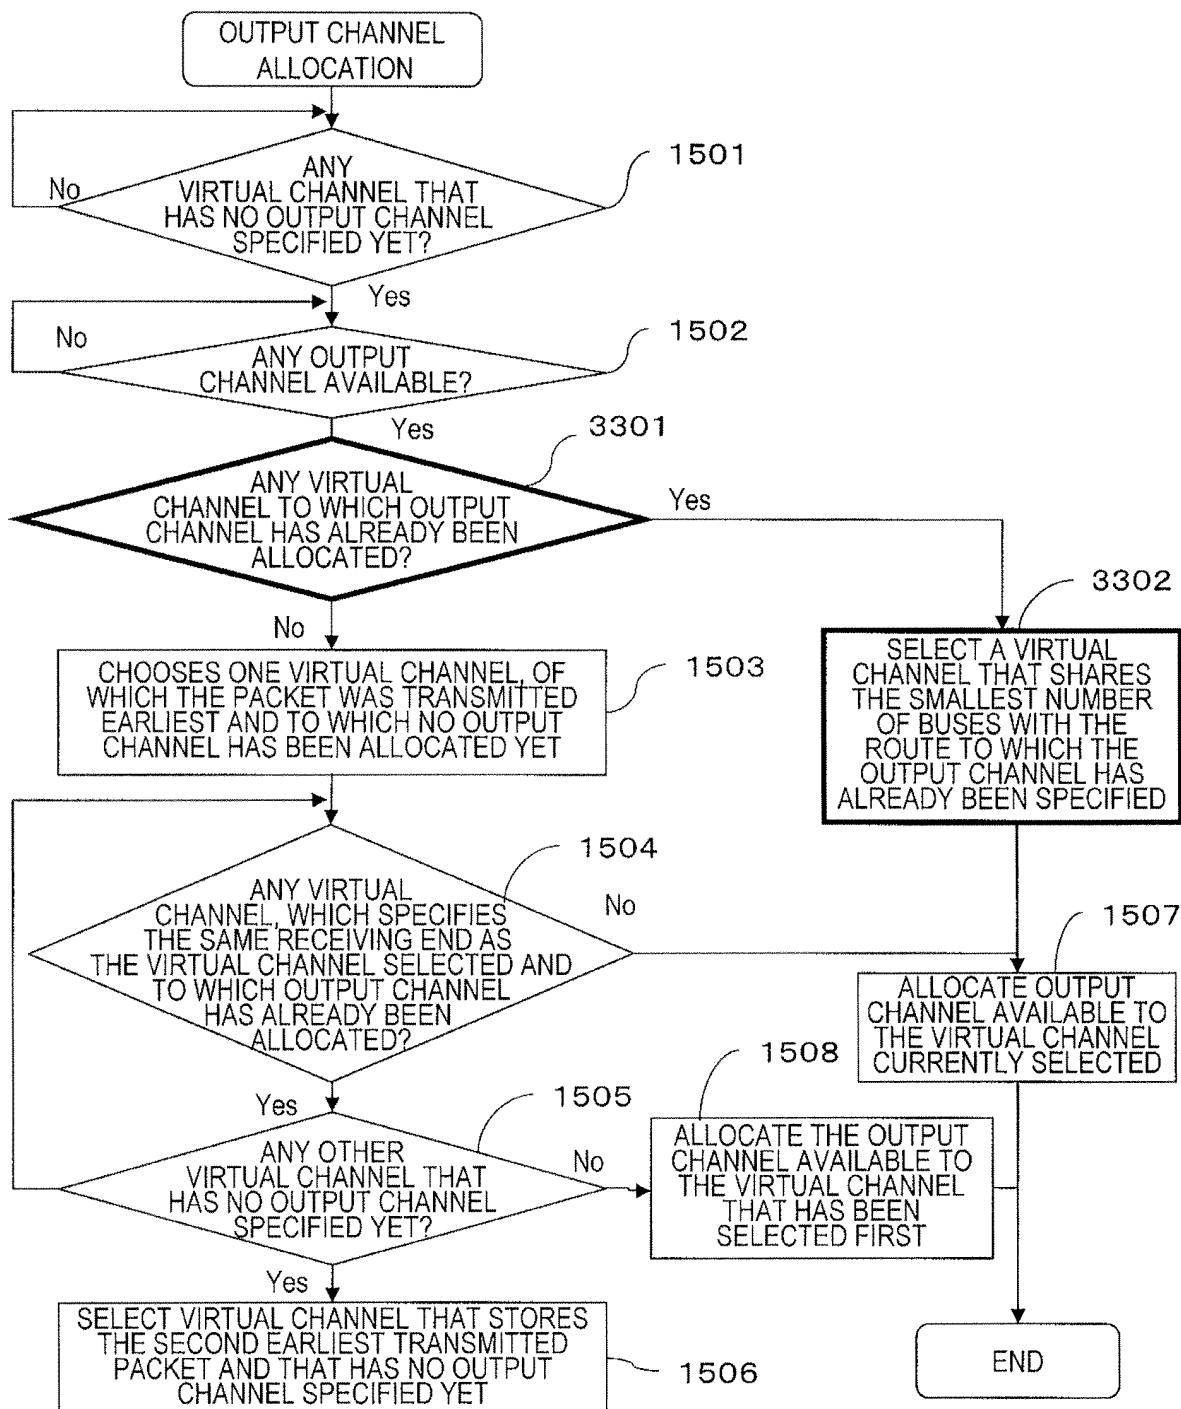 OUTPUT CHANNEL
ALLOCATION
ANY
VIRTUAL CHANNEL THAT
HAS NO OUTPUT CHANNEL
SPECIFIED YET?
1501
No
Yes
ANY OUTPUT
CHANNEL AVAILABLE?
1502
No
Yes
ANY VIRTUAL
CHANNEL TO WHICH OUTPUT
CHANNEL HAS ALREADY BEEN
ALLOCATED?
3301
Yes
No
SELECT A VIRTUAL
CHANNEL THAT SHARES
THE SMALLEST NUMBER
OF BUSES WITH THE
ROUTE TO WHICH THE
OUTPUT CHANNEL HAS
ALREADY BEEN SPECIFIED
3302
CHOOSES ONE VIRTUAL CHANNEL, OF
WHICH THE PACKET WAS TRANSMITTED
EARLIEST AND TO WHICH NO OUTPUT
CHANNEL HAS BEEN ALLOCATED YET
1503
ANY VIRTUAL
CHANNEL, WHICH SPECIFIES
THE SAME RECEIVING END AS
THE VIRTUAL CHANNEL SELECTED AND
TO WHICH OUTPUT CHANNEL
HAS ALREADY BEEN
ALLOCATED?
1504
No
Yes
ALLOCATE OUTPUT
CHANNEL AVAILABLE TO
THE VIRTUAL CHANNEL
CURRENTLY SELECTED
1507
ANY OTHER
VIRTUAL CHANNEL THAT
HAS NO OUTPUT CHANNEL
SPECIFIED YET?
1505
No
Yes
ALLOCATE THE OUTPUT
CHANNEL AVAILABLE TO
THE VIRTUAL CHANNEL
THAT HAS BEEN
SELECTED FIRST
1508
SELECT VIRTUAL CHANNEL THAT STORES
THE SECOND EARLIEST TRANSMITTED
PACKET AND THAT HAS NO OUTPUT
CHANNEL SPECIFIED YET
1506
END